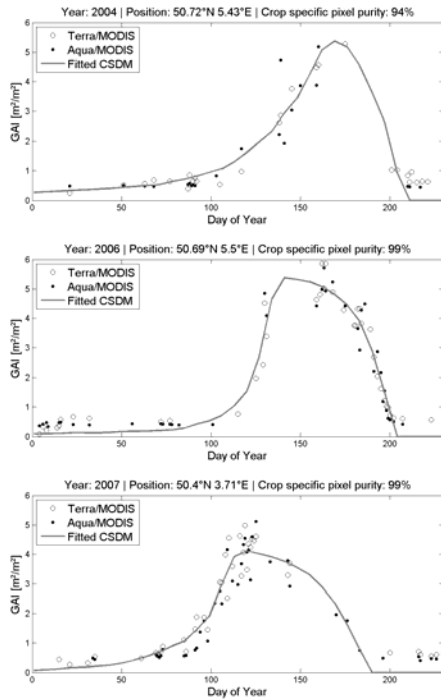 Year: 2004 | Position: 50.72°N 5.43°E | Crop specific pixel purity: 94%
6
5
4
3
2
1
0
GAI [m²/m²]
Terra/MODIS
Aqua/MODIS
Fitted CSDM
0 50 100 150 200
Day of Year
Year: 2006 | Position: 50.69°N 5.5°E | Crop specific pixel purity: 99%
6
5
4
3
2
1
0
GAI [m²/m²]
Terra/MODIS
Aqua/MODIS
Fitted CSDM
0 50 100 150 200
Day of Year
Year: 2007 | Position: 50.4°N 3.71°E | Crop specific pixel purity: 99%
6
5
4
3
2
1
0
GAI [m²/m²]
Terra/MODIS
Aqua/MODIS
Fitted CSDM
0 50 100 150 200
Day of Year